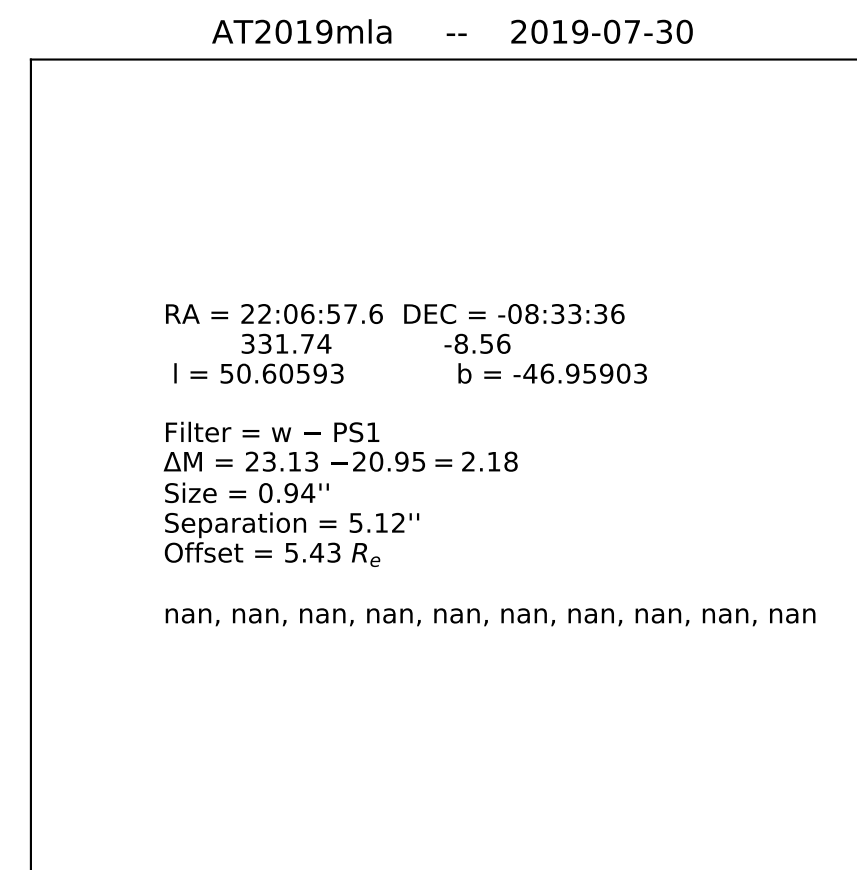 AT2019mla -- 2019-07-30
RA = 22:06:57.6 DEC = -08:33:36
331.74 -8.56
l = 50.60593 b = -46.95903
Filter = w − PS1
ΔM = 23.13 −20.95 = 2.18
Size = 0.94''
Separation = 5.12''
Offset = 5.43 Rₑ
nan, nan, nan, nan, nan, nan, nan, nan, nan, nan